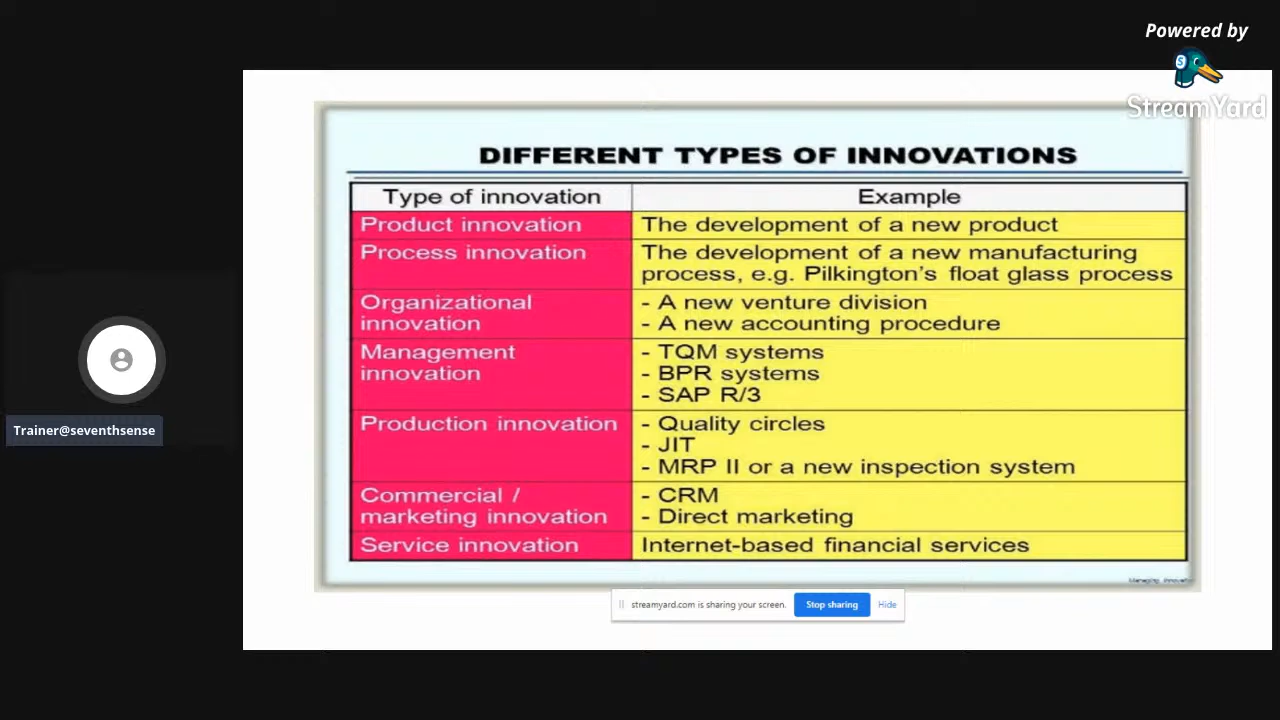 Powered by
StreamYard
DIFFERENT TYPES OF INNOVATIONS
Type of innovation
Example
Product innovation
The development of a new product
Process innovation
The development of a new manufacturing
process, e.g. Pilkington's float glass process
Organizational
innovation
- A new venture division
- A new accounting procedure
Management
innovation
- TQM systems
- BPR systems
- SAP R/3
Production innovation
- Quality circles
- JIT
- MRP II or a new inspection system
Commercial /
marketing innovation
- CRM
- Direct marketing
Service innovation
Internet-based financial services
Managing
streamyard.com is sharing your screen.
Stop sharing
Hide
Trainer@seventhsense